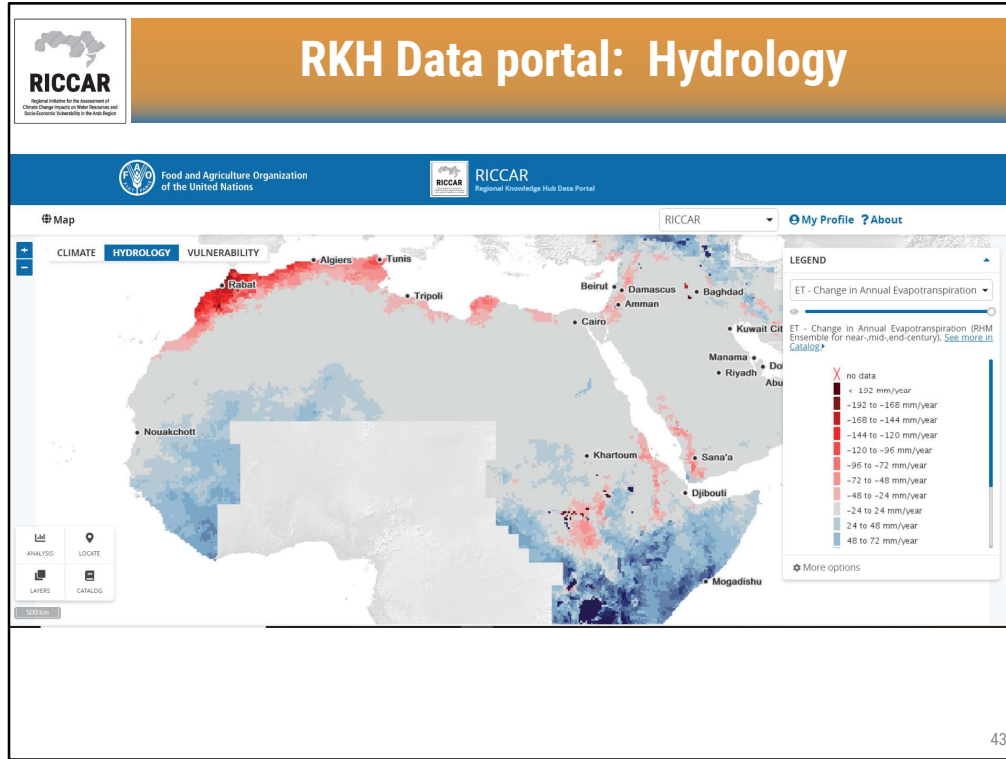 RICCAR
Regional Initiative for the Assessment of
Climate Change Impacts on Water Resources and
Socio-Economic Vulnerability in the Arab Region
RKH Data portal: Hydrology
Food and Agriculture Organization
of the United Nations
RICCAR
RICCAR
Regional Knowledge Hub Data Portal
Map
RICCAR
My Profile ? About
+
−
CLIMATE HYDROLOGY VULNERABILITY
Algiers
Tunis
Rabat
Tripoli
Beirut
Damascus
Baghdad
Amman
Cairo
Kuwait Cit
Manama
Do
Riyadh
Abu
Nouakchott
Khartoum
Sana'a
Djibouti
Mogadishu
LEGEND
ET - Change in Annual Evapotranspiration
ET - Change in Annual Evapotranspiration (RHM
Ensemble for near-,mid-,end-century). See more in
Catalog
no data
< 192 mm/year
-192 to -168 mm/year
-168 to -144 mm/year
-144 to -120 mm/year
-120 to -96 mm/year
-96 to -72 mm/year
-72 to -48 mm/year
-48 to -24 mm/year
-24 to 24 mm/year
24 to 48 mm/year
48 to 72 mm/year
More options
ANALYSIS LOCATE
LAYERS CATALOG
500 km
43